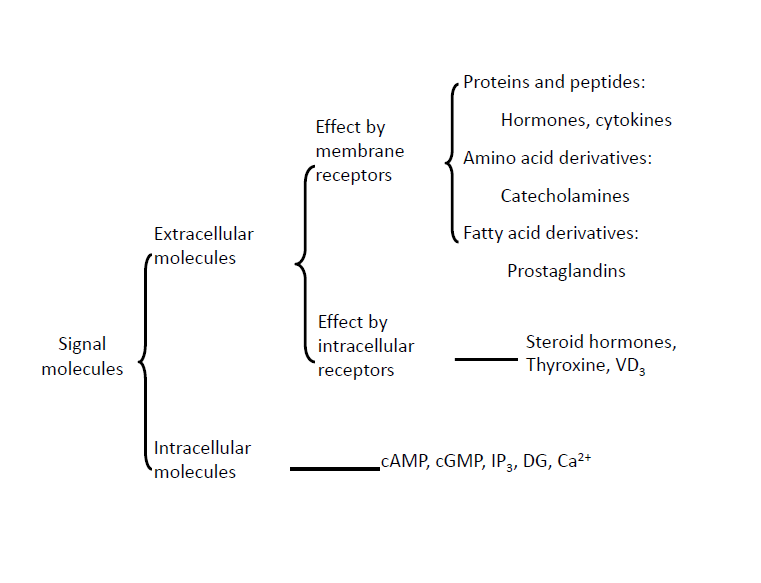 Signal
molecules
Extracellular
molecules
Effect by
membrane
receptors
Proteins and peptides:
Hormones, cytokines
Amino acid derivatives:
Catecholamines
Fatty acid derivatives:
Prostaglandins
Effect by
intracellular
receptors
Steroid hormones,
Thyroxine, VD₃
Intracellular
molecules
cAMP, cGMP, IP₃, DG, Ca²⁺